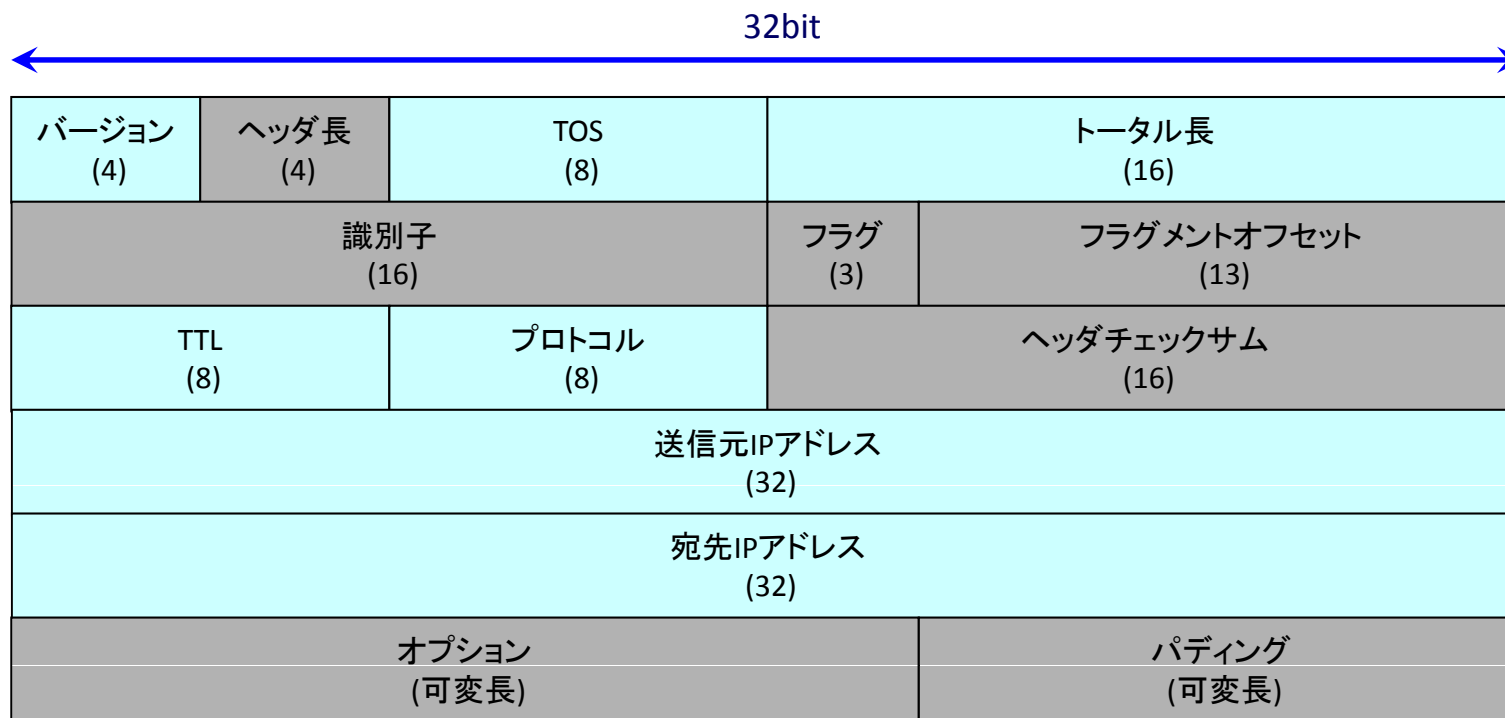 32bit
バージョン
(4)
ヘッダ長
(4)
TOS
(8)
トータル長
(16)
識別子
(16)
フラグ
(3)
フラグメントオフセット
(13)
TTL
(8)
プロトコル
(8)
ヘッダチェックサム
(16)
送信元IPアドレス
(32)
宛先IPアドレス
(32)
オプション
(可変長)
パディング
(可変長)